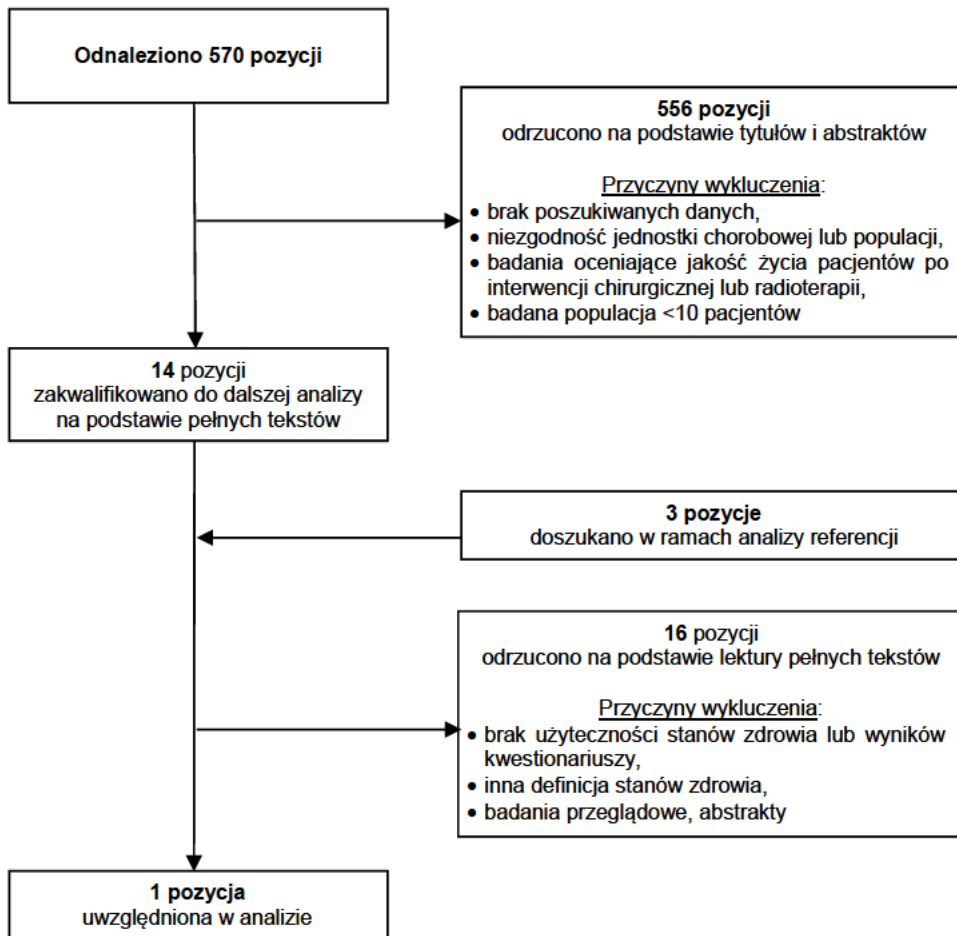 Odnaleziono 570 pozycji
556 pozycji
odrzucono na podstawie tytułów i abstraktów
Przyczyny wykluczenia:
• brak poszukiwanych danych,
• niezgodność jednostki chorobowej lub populacji,
• badania oceniające jakość życia pacjentów po
interwencji chirurgicznej lub radioterapii,
• badana populacja <10 pacjentów
14 pozycji
zakwalifikowano do dalszej analizy
na podstawie pełnych tekstów
3 pozycje
doszukano w ramach analizy referencji
16 pozycji
odrzucono na podstawie lektury pełnych tekstów
Przyczyny wykluczenia:
• brak użyteczności stanów zdrowia lub wyników
kwestionariuszy,
• inna definicja stanów zdrowia,
• badania przeglądowe, abstrakty
1 pozycja
uwzględniona w analizie